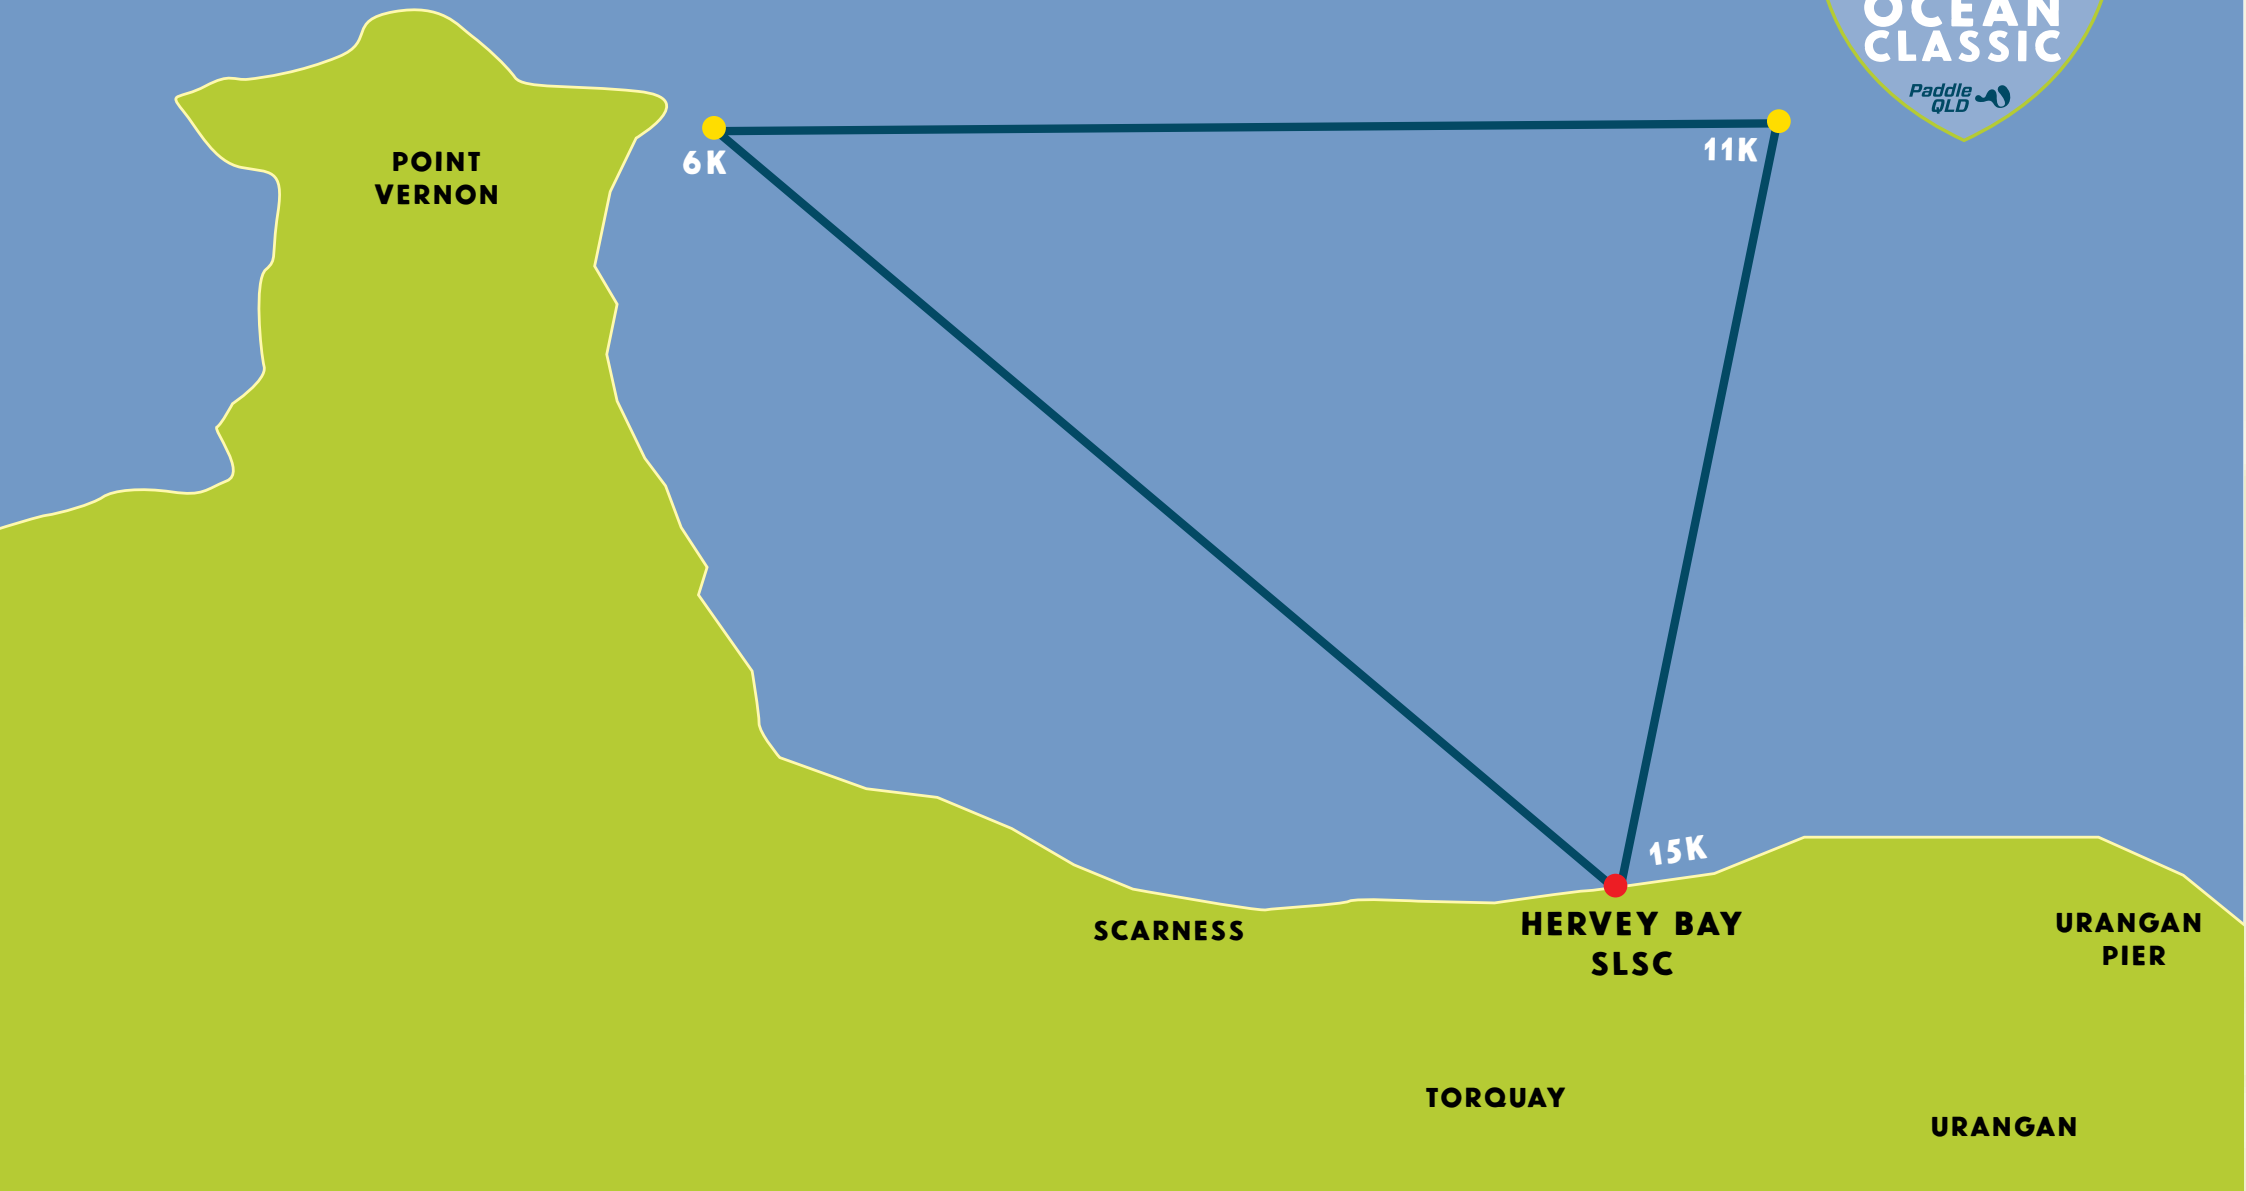 OCEAN
CLASSIC
Paddle
QLD
POINT
VERNON
6K
11K
15K
HERVEY BAY
SLSC
SCARNESS
URANGAN
PIER
TORQUAY
URANGAN